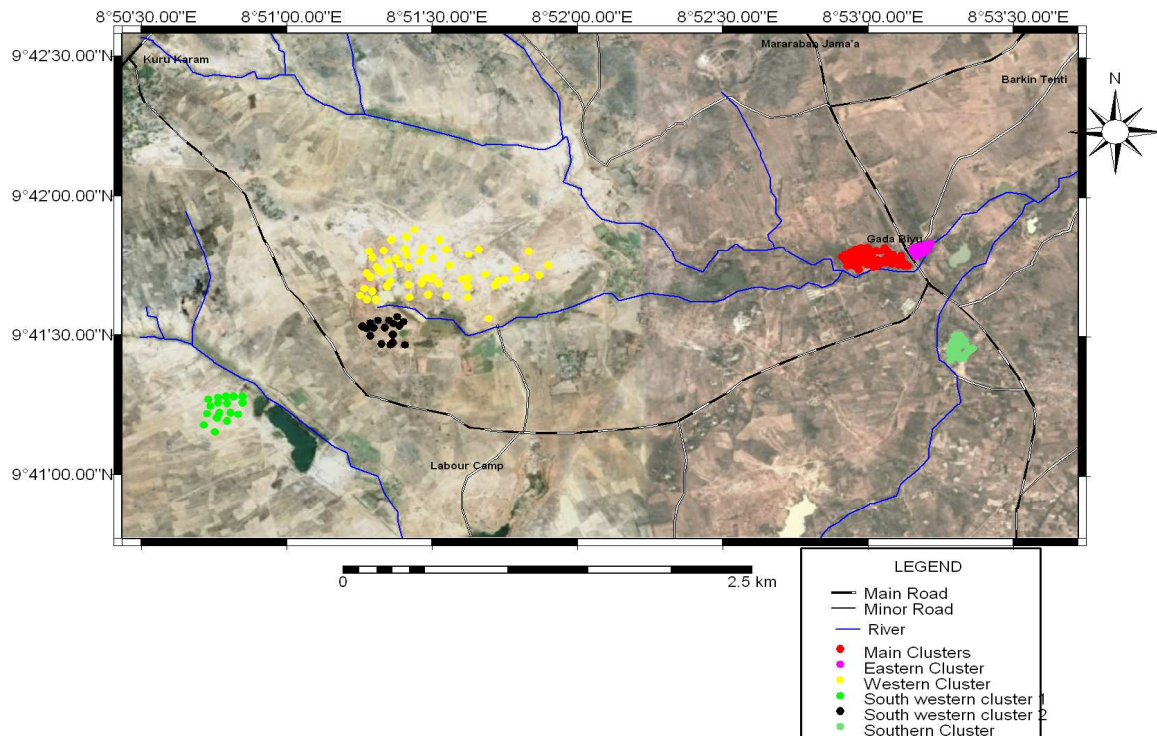 8°50'30.00"E 8°51'00.00"E 8°51'30.00"E 8°52'00.00"E 8°52'30.00"E 8°53'00.00"E 8°53'30.00"E
9°42'30.00"N
9°42'00.00"N
9°41'30.00"N
9°41'00.00"N
Kuru Karam
Mararaban Jama'a
Barkin Tenti
Gada Biyu
Labour Camp
N
0 2.5 km
LEGEND
Main Road
Minor Road
River
Main Clusters
Eastern Cluster
Western Cluster
South western cluster 1
South western cluster 2
Southern Cluster